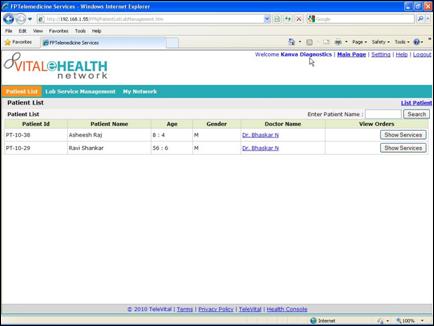 FPTelemedicine Services - Windows Internet Explorer
http://192.168.1.55/FPN/PatientListLabManagement.htm
Google
File Edit View Favorites Tools Help
Favorites FPTelemedicine Services
Page Safety Tools
Welcome Kanva Diagnostics | Main Page | Setting | Help | Logout
VITAL eHEALTH
network
Patient List Lab Service Management My Network
Patient List List Patient
Patient List Enter Patient Name : Search
Patient Id Patient Name Age Gender Doctor Name View Orders
PT-10-38 Asheesh Raj 8 : 4 M Dr. Bhaskar N Show Services
PT-10-29 Ravi Shankar 56 : 6 M Dr. Bhaskar N Show Services
© 2010 TeleVital | Terms | Privacy Policy | TeleVital | Health Console
Internet 100%